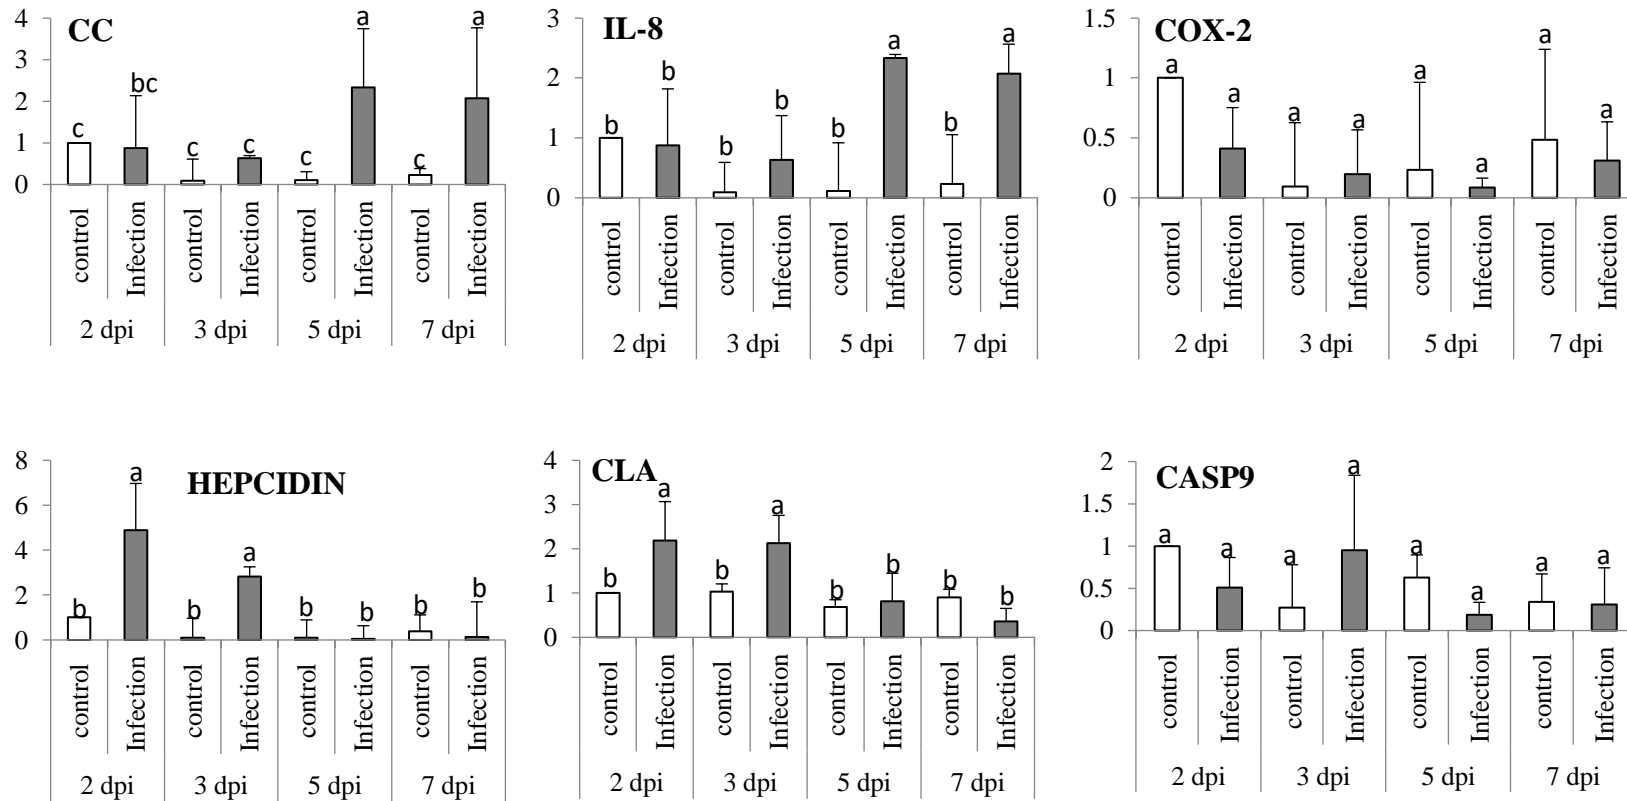 CC
4
3
2
1
0
c
bc
c
c
c
a
c
a
control
Infection
control
Infection
control
Infection
control
Infection
2 dpi
3 dpi
5 dpi
7 dpi
IL-8
3
2
1
0
b
b
b
b
b
a
b
a
control
Infection
control
Infection
control
Infection
control
Infection
2 dpi
3 dpi
5 dpi
7 dpi
COX-2
1.5
1
0.5
0
a
a
a
a
a
a
a
a
control
Infection
control
Infection
control
Infection
control
Infection
2 dpi
3 dpi
5 dpi
7 dpi
HEPCIDIN
8
6
4
2
0
b
a
b
a
b
b
b
b
control
Infection
control
Infection
control
Infection
control
Infection
2 dpi
3 dpi
5 dpi
7 dpi
CLA
4
3
2
1
0
b
a
b
a
b
b
b
b
control
Infection
control
Infection
control
Infection
control
Infection
2 dpi
3 dpi
5 dpi
7 dpi
CASP9
2
1.5
1
0.5
0
a
a
a
a
a
a
a
a
control
Infection
control
Infection
control
Infection
control
Infection
2 dpi
3 dpi
5 dpi
7 dpi